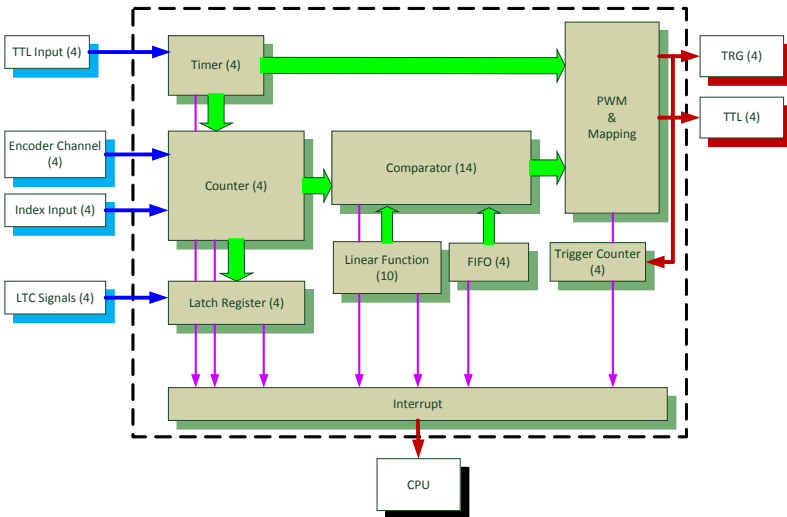 TTL Input (4)
Timer (4)
PWM
&
Mapping
TRG (4)
TTL (4)
Encoder Channel
(4)
Counter (4)
Comparator (14)
Index Input (4)
Linear Function
(10)
FIFO (4)
Trigger Counter
(4)
LTC Signals (4)
Latch Register (4)
Interrupt
CPU